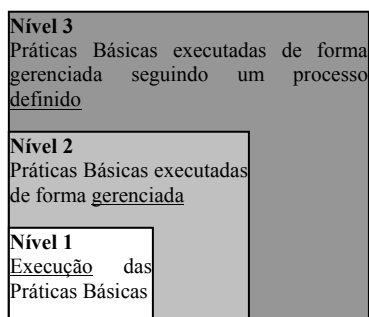 Nível 3
Práticas Básicas executadas de forma
gerenciada seguindo um processo
definido
Nível 2
Práticas Básicas executadas
de forma gerenciada
Nível 1
Execução das
Práticas Básicas